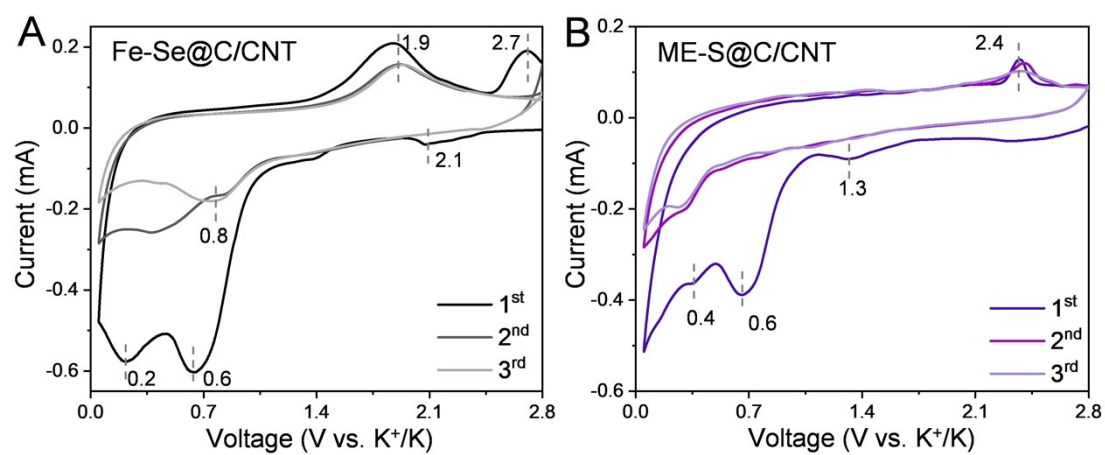 A
Fe-Se@C/CNT
1.9
2.7
2.1
0.8
0.2
0.6
1st
2nd
3rd
0.2
0.0
-0.2
-0.4
-0.6
Current (mA)
0.0 0.7 1.4 2.1 2.8
Voltage (V vs. K⁺/K)
B
ME-S@C/CNT
2.4
1.3
0.4
0.6
1st
2nd
3rd
0.2
0.0
-0.2
-0.4
-0.6
Current (mA)
0.0 0.7 1.4 2.1 2.8
Voltage (V vs. K⁺/K)